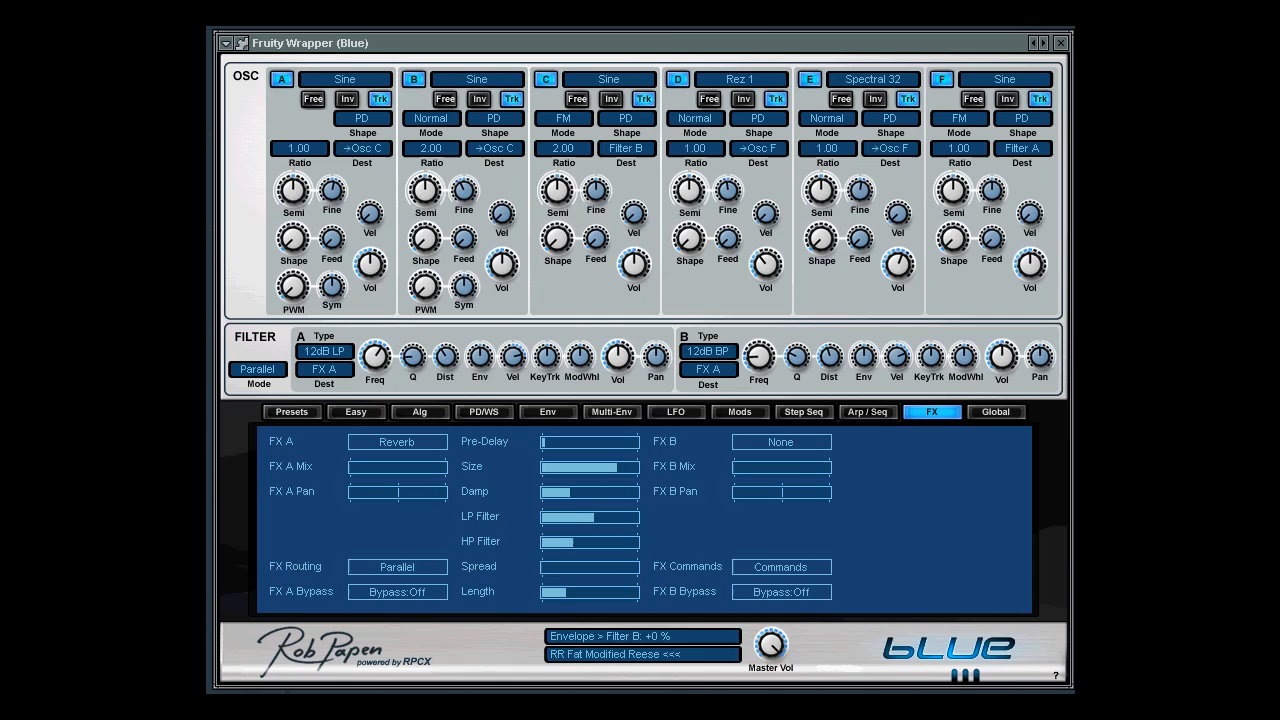 Fruity Wrapper (Blue)
OSC A Sine B Sine C Sine D Rez 1 E Spectral 32 F Sine
Free Inv Trk Free Inv Trk Free Inv Trk Free Inv Trk Free Inv Trk Free Inv Trk
PD Normal PD FM PD Normal PD Normal PD FM PD
Shape Mode Shape Mode Shape Mode Shape Mode Shape Mode Shape
1.00 →Osc C 2.00 →Osc C 2.00 Filter B 1.00 →Osc F 1.00 →Osc F 1.00 Filter A
Ratio Dest Ratio Dest Ratio Dest Ratio Dest Ratio Dest Ratio Dest
Semi Fine Semi Fine Semi Fine Semi Fine Semi Fine Semi Fine
Vel Vel Vel Vel Vel Vel
Shape Feed Shape Feed Shape Feed Shape Feed Shape Feed Shape Feed
Vol Vol Vol Vol Vol Vol
PWM Sym PWM Sym
FILTER A Type B Type
12dB LP 12dB BP
Parallel FX A FX A
Mode Dest Freq Q Dist Env Vel KeyTrk ModWhl Vol Pan Dest Freq Q Dist Env Vel KeyTrk ModWhl Vol Pan
Presets Easy Alg PD/WS Env Multi-Env LFO Mods Step Seq Arp / Seq FX Global
FX A Reverb Pre-Delay FX B None
FX A Mix Size FX B Mix
FX A Pan Damp FX B Pan
LP Filter
HP Filter
FX Routing Parallel Spread FX Commands Commands
FX A Bypass Bypass:Off Length FX B Bypass Bypass:Off
Rob Papen powered by RPCX
Envelope > Filter B: +0 %
RR Fat Modified Reese <<<
Master Vol
BLUE
?